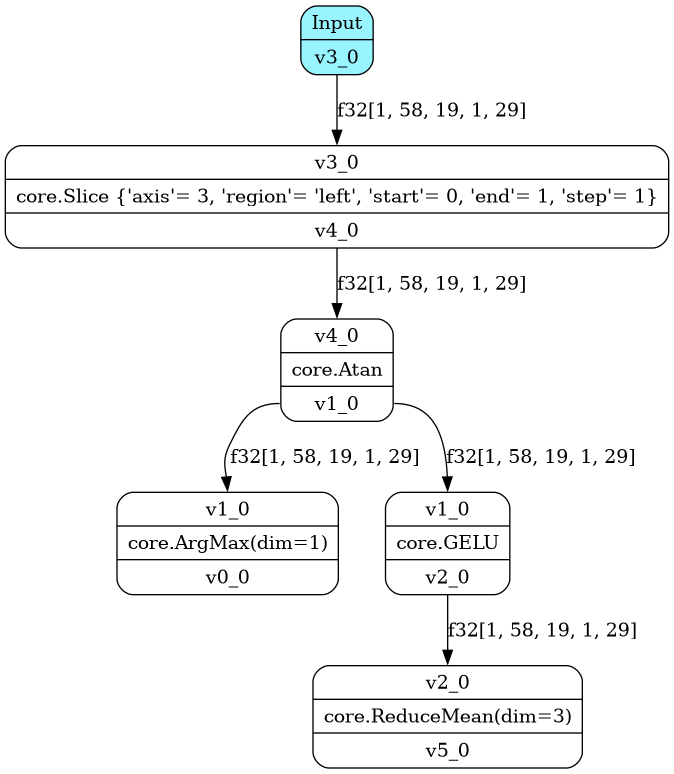 Input
v3_0
f32[1, 58, 19, 1, 29]
v3_0
core.Slice {'axis'= 3, 'region'= 'left', 'start'= 0, 'end'= 1, 'step'= 1}
v4_0
f32[1, 58, 19, 1, 29]
v4_0
core.Atan
v1_0
f32[1, 58, 19, 1, 29]
f32[1, 58, 19, 1, 29]
v1_0
core.ArgMax(dim=1)
v0_0
v1_0
core.GELU
v2_0
f32[1, 58, 19, 1, 29]
v2_0
core.ReduceMean(dim=3)
v5_0